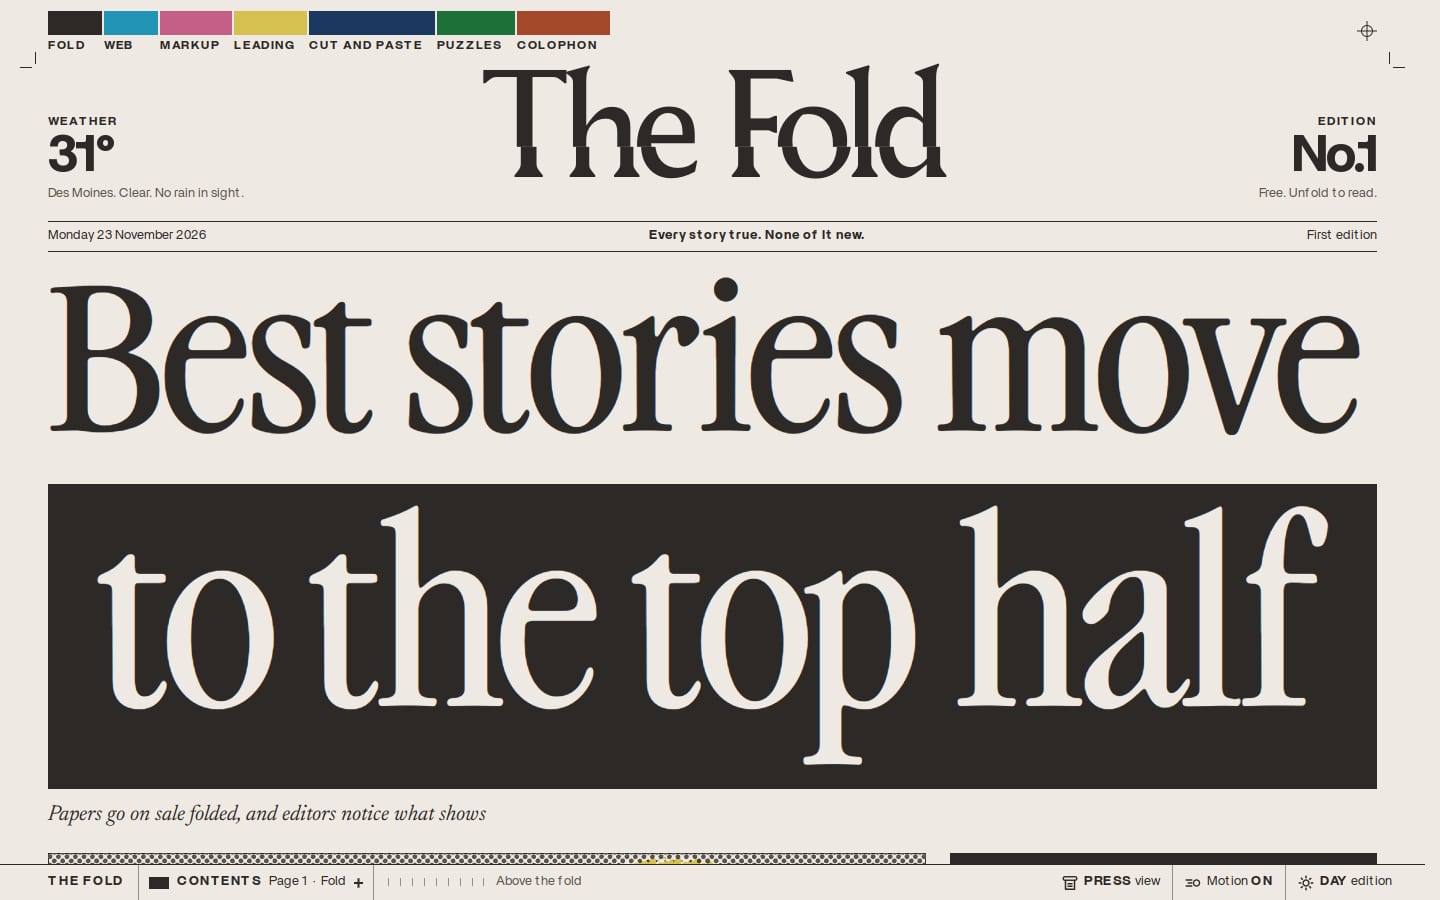 FOLD WEB MARKUP LEADING CUT AND PASTE PUZZLES COLOPHON
The Fold
WEATHER
31°
Des Moines. Clear. No rain in sight.
EDITION
No.1
Free. Unfold to read.
Monday 23 November 2026
Every story true. None of it new.
First edition
Best stories move
to the top half
Papers go on sale folded, and editors notice what shows
THE FOLD CONTENTS Page 1 · Fold + Above the fold PRESS view Motion ON DAY edition